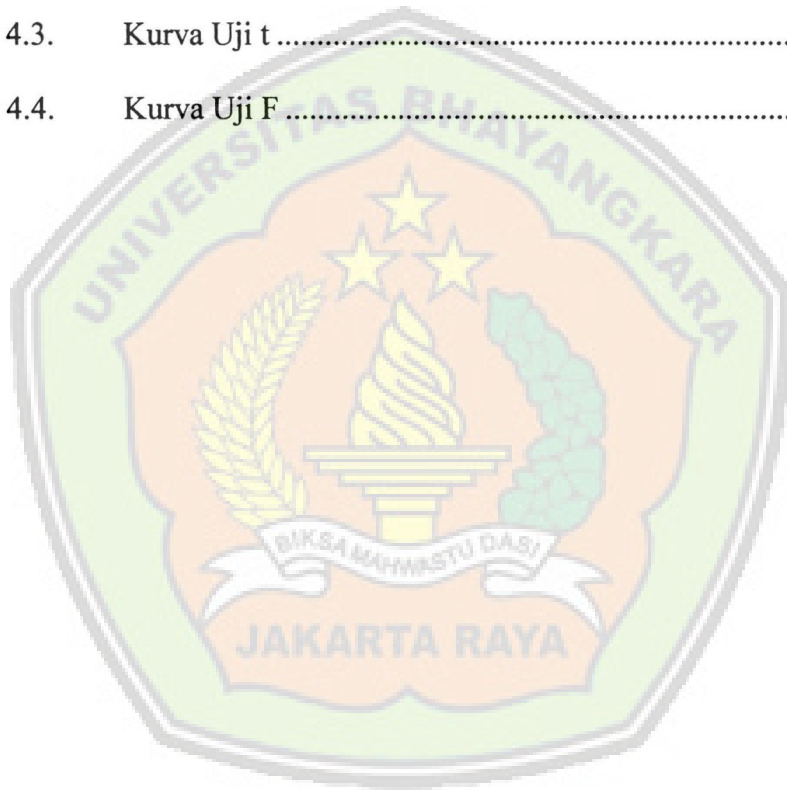 4.3. Kurva Uji t ................................................................
4.4. Kurva Uji F ..............................................................
UNIVERSITAS BHAYANGKARA
BIKSA MAHWASTU DASI
JAKARTA RAYA